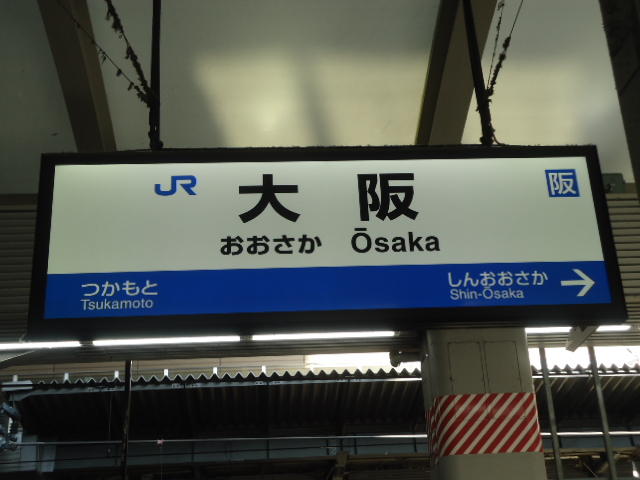 JR 大阪 阪
おおさか Ōsaka
つかもと しんおおさか →
Tsukamoto Shin-Ōsaka